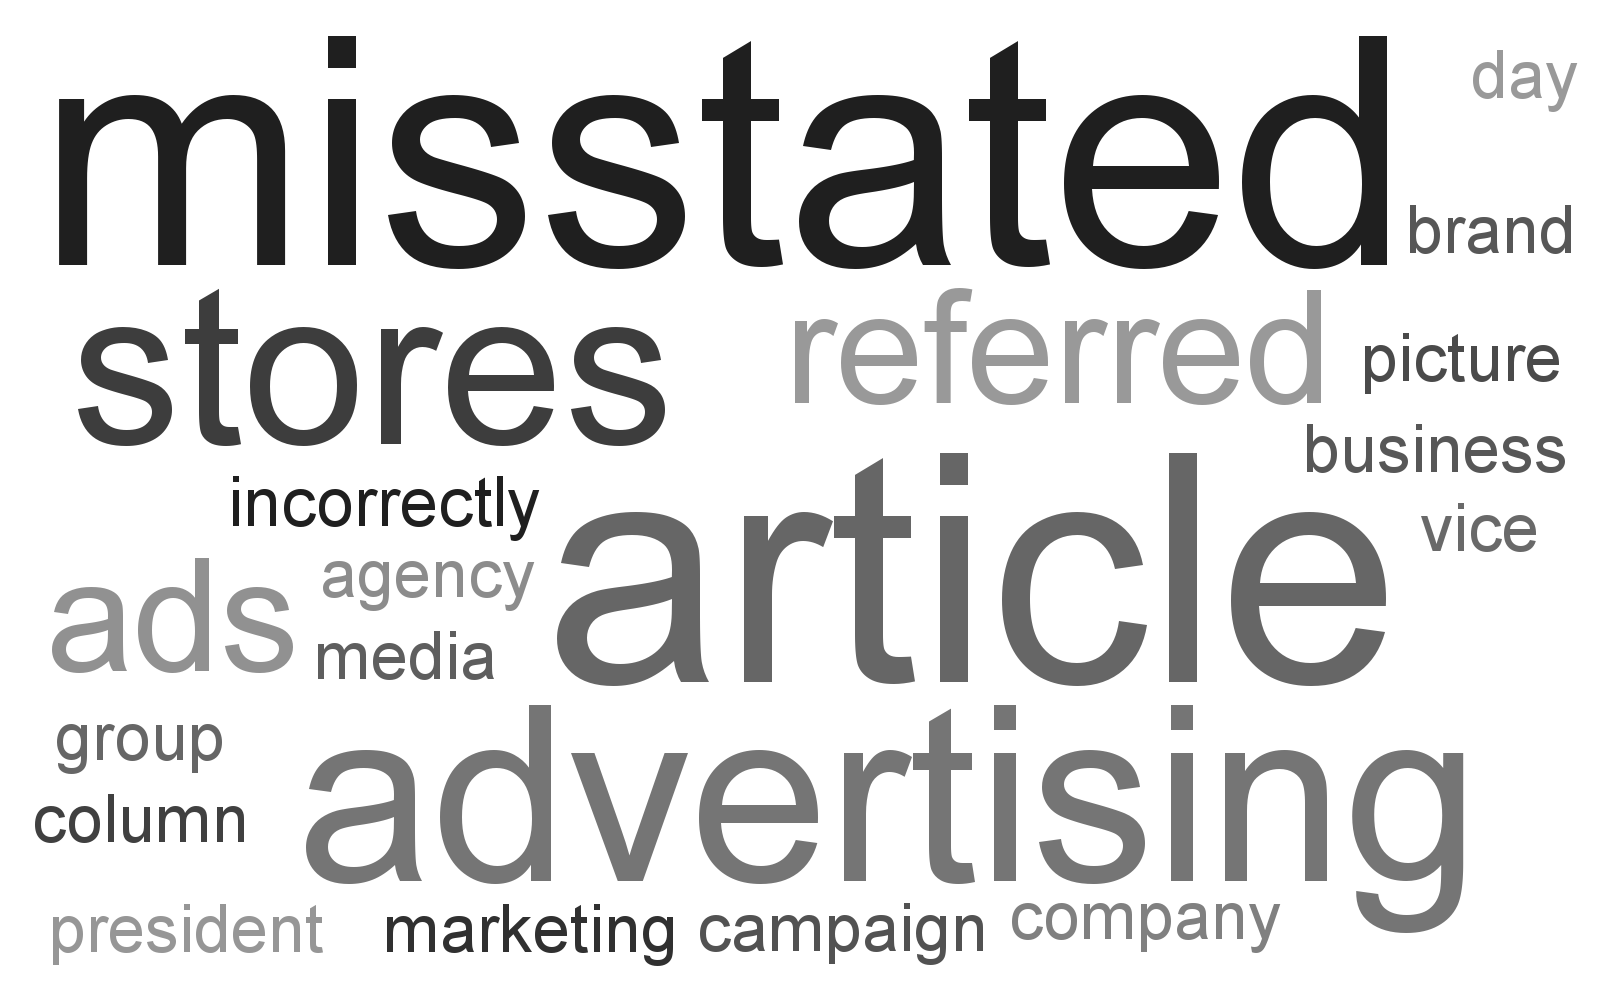 misstated
day
brand
stores
referred
picture
business
incorrectly
article
vice
agency
ads
media
group
advertising
column
president
marketing
campaign
company